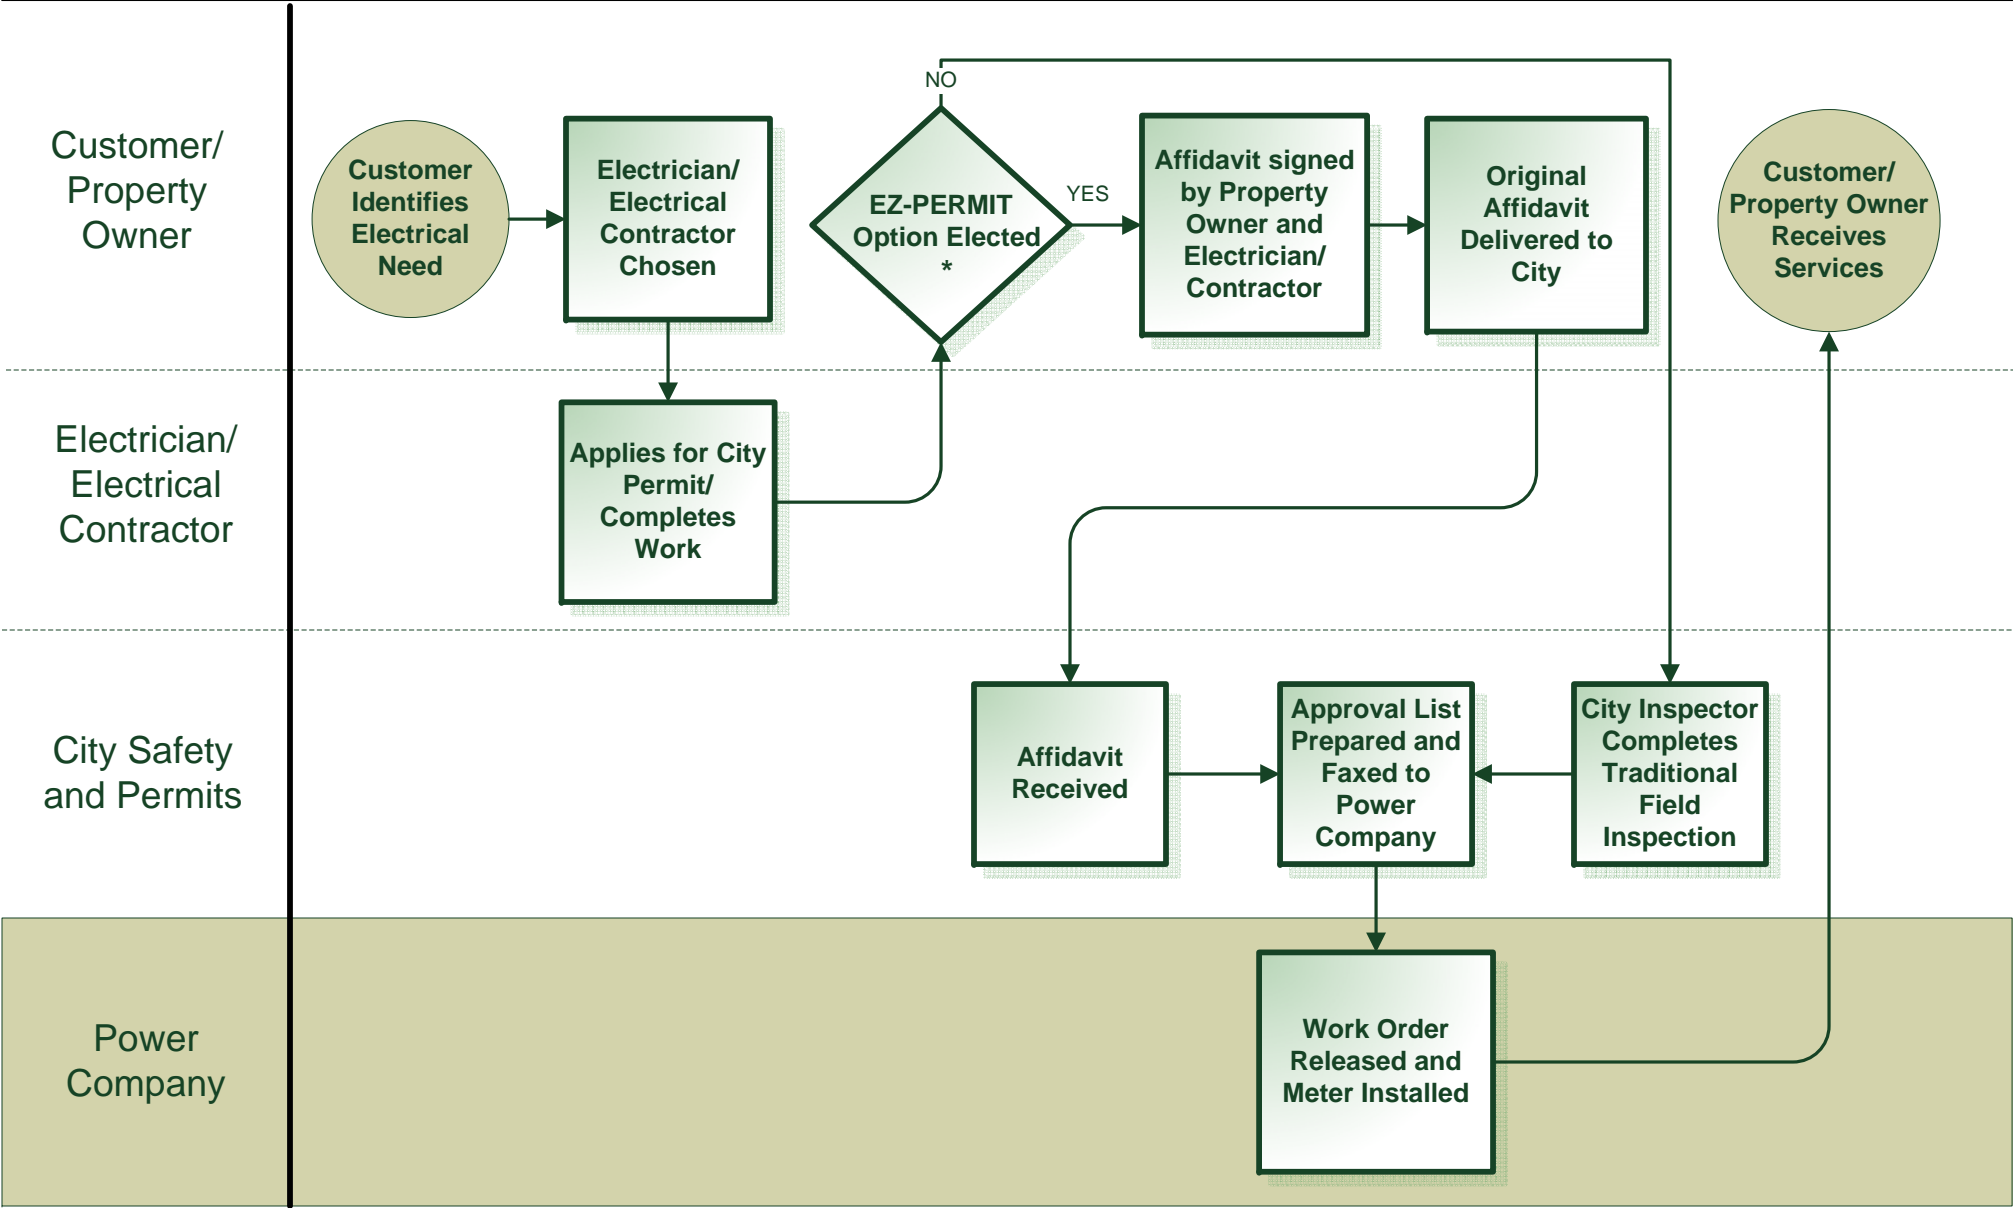 Customer/
Property
Owner
Customer
Identifies
Electrical
Need
Electrician/
Electrical
Contractor
Chosen
NO
EZ-PERMIT
Option Elected
*
YES
Affidavit signed
by Property
Owner and
Electrician/
Contractor
Original
Affidavit
Delivered to
City
Customer/
Property Owner
Receives
Services
Electrician/
Electrical
Contractor
Applies for City
Permit/
Completes
Work
City Safety
and Permits
Affidavit
Received
Approval List
Prepared and
Faxed to
Power
Company
City Inspector
Completes
Traditional
Field
Inspection
Power
Company
Work Order
Released and
Meter Installed